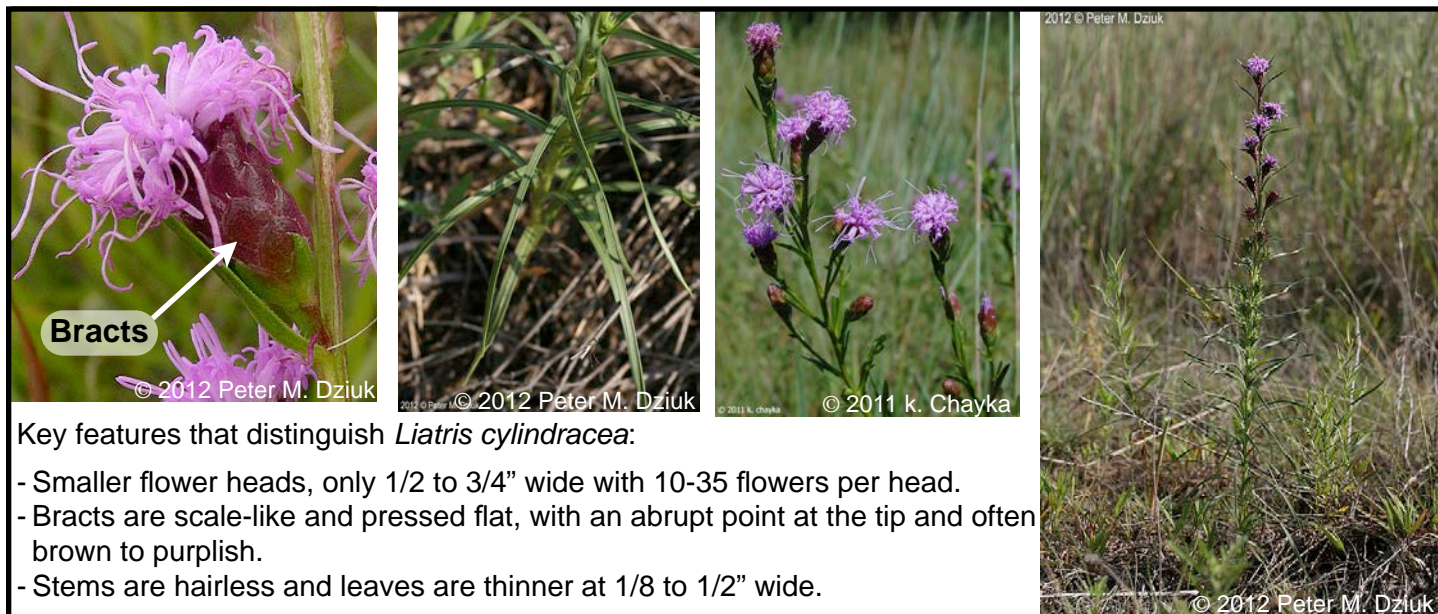 2012 © Peter M. Dziuk
Bracts
© 2012 Peter M. Dziuk
2012 © Peter M. Dziuk
© 2012 Peter M. Dziuk
© 2011 k. chayka
© 2011 k. Chayka
Key features that distinguish Liatris cylindracea:
- Smaller flower heads, only 1/2 to 3/4” wide with 10-35 flowers per head.
- Bracts are scale-like and pressed flat, with an abrupt point at the tip and often
brown to purplish.
- Stems are hairless and leaves are thinner at 1/8 to 1/2” wide.
© 2012 Peter M. Dziuk